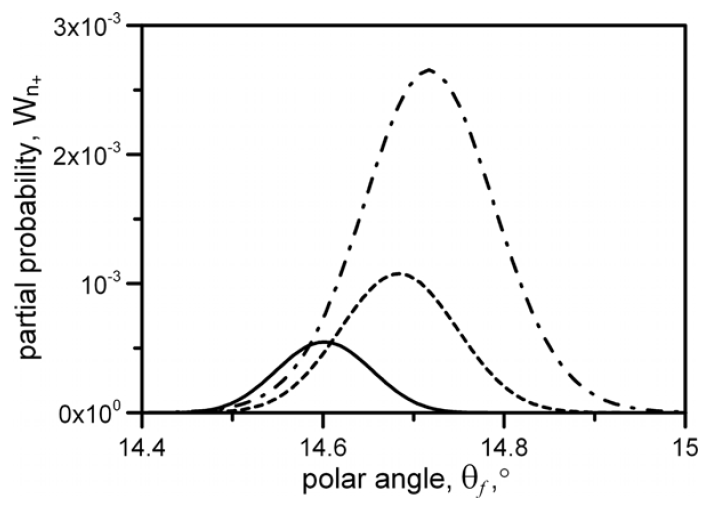 3x10⁻³
2x10⁻³
10⁻³
0x10⁰
partial probability, Wₙ₊
14.4 14.6 14.8 15
polar angle, θ_f,°